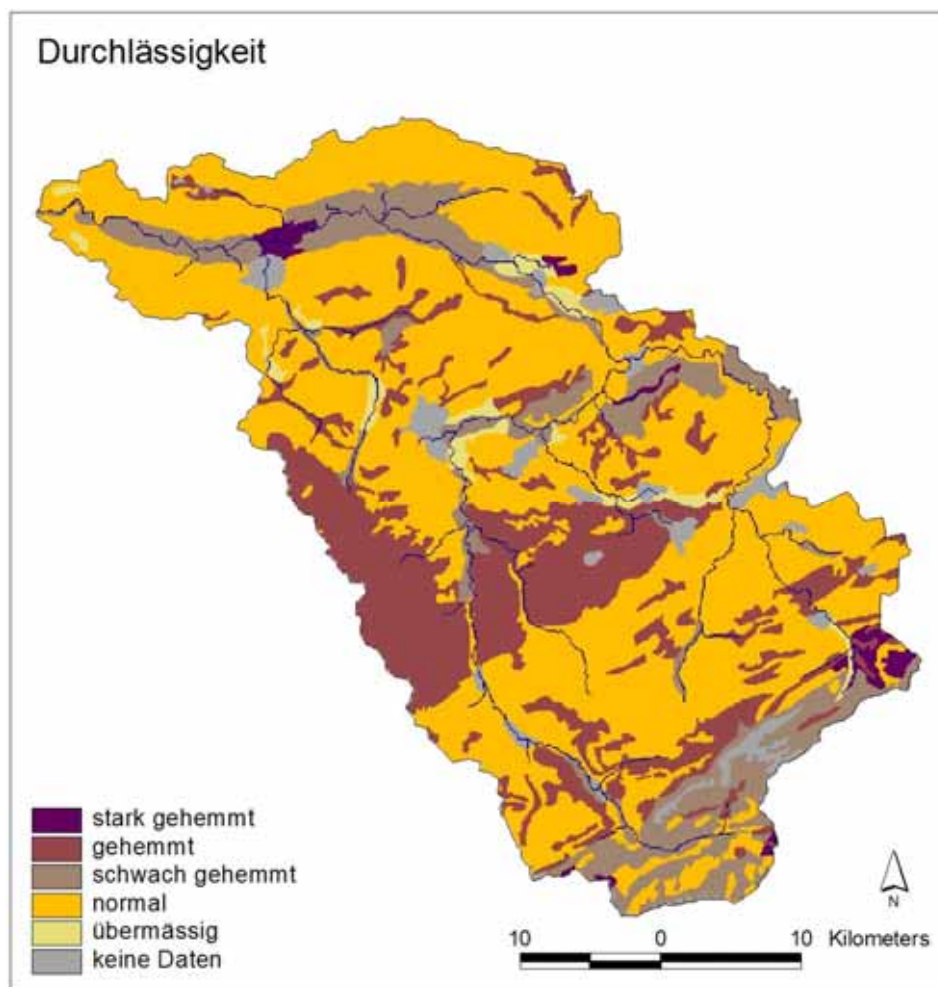 Durchlässigkeit
stark gehemmt
gehemmt
schwach gehemmt
normal
übermässig
keine Daten
N
10 0 10 Kilometers